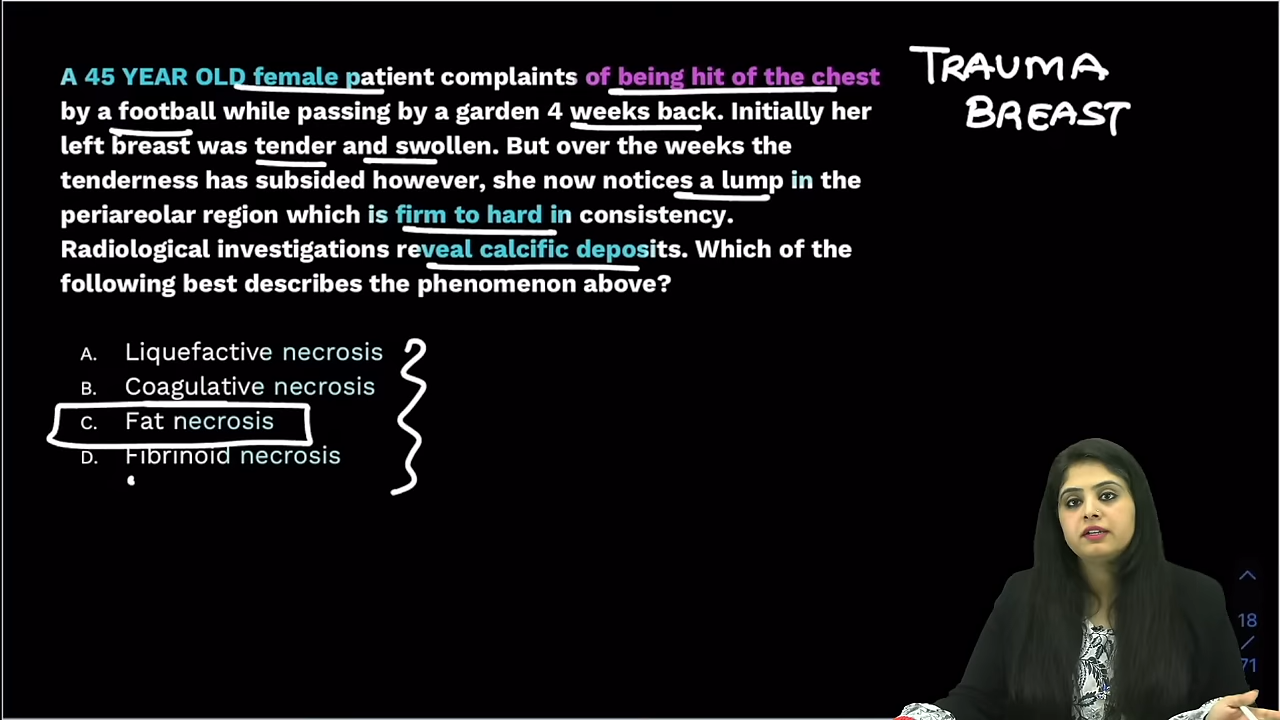 A 45 YEAR OLD female patient complaints of being hit of the chest
by a football while passing by a garden 4 weeks back. Initially her
left breast was tender and swollen. But over the weeks the
tenderness has subsided however, she now notices a lump in the
periareolar region which is firm to hard in consistency.
Radiological investigations reveal calcific deposits. Which of the
following best describes the phenomenon above?
A. Liquefactive necrosis
B. Coagulative necrosis
C. Fat necrosis
D. Fibrinoid necrosis
TRAUMA
BREAST
18
/
71